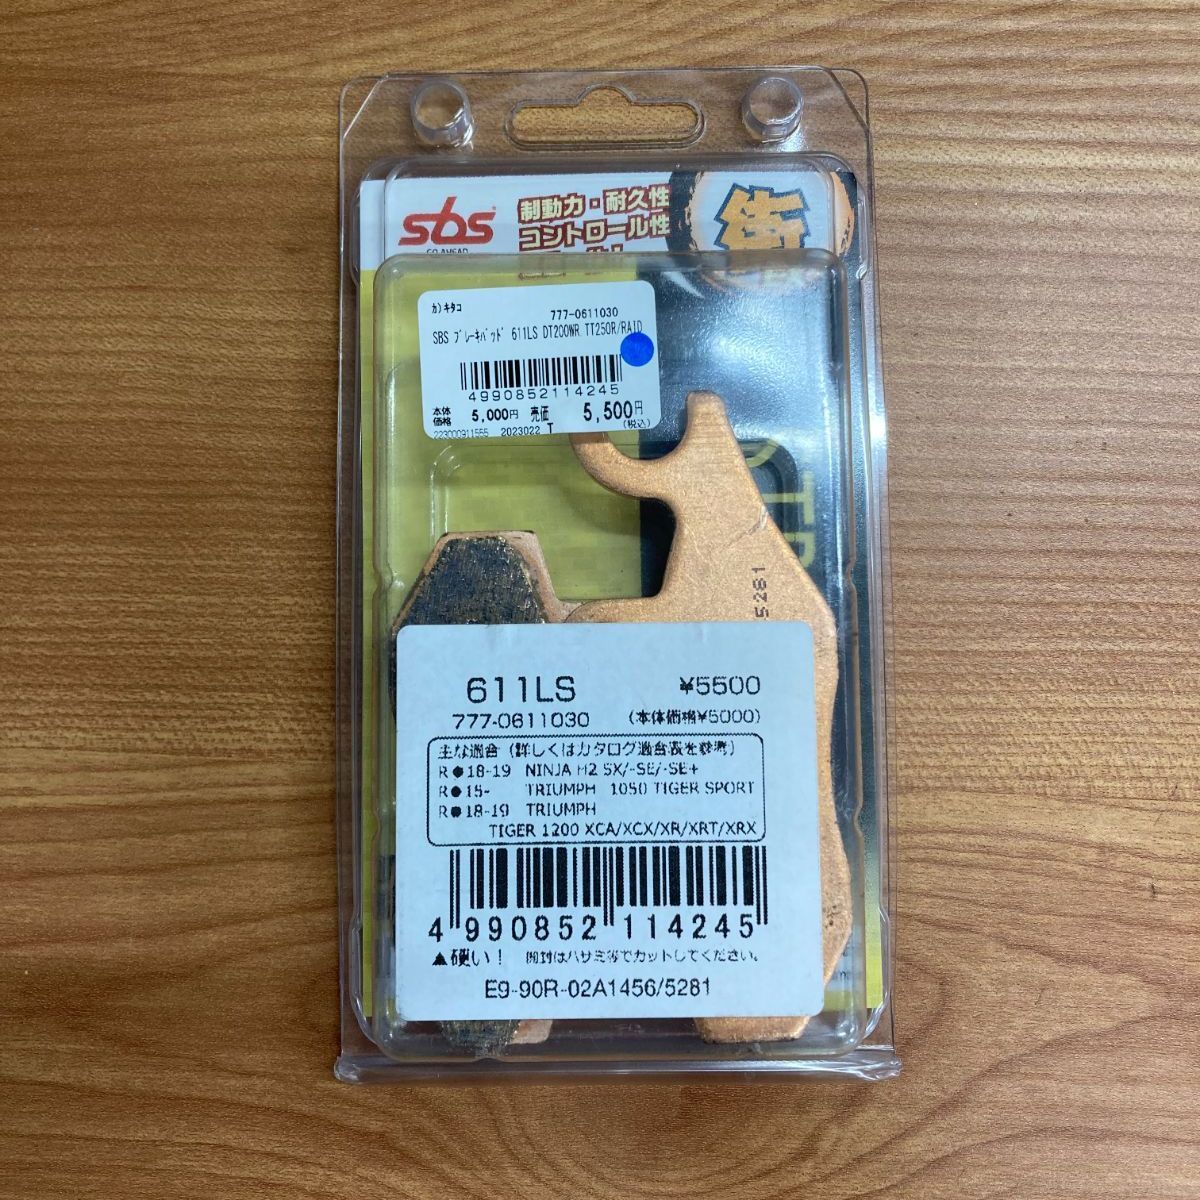 sbs
GO AHEAD
制動力・耐久性
コントロール性
街
カ)キタコ
777-0611030
SBS ブレーキパッド 611LS DT200WR TT250R/RAID
4990852114245
本体価格 5,000円 売価 5,500円
(税込)
223000911555 2023022 T
5281
611LS ¥5500
777-0611030 (本体価格¥5000)
主な適合(詳しくはカタログ適合表を参考)
R●18-19 NINJA H2 SX/-SE/-SE+
R●15- TRIUMPH 1050 TIGER SPORT
R●18-19 TRIUMPH
TIGER 1200 XCA/XCX/XR/XRT/XRX
4 990852 114245
▲硬い! 開封はハサミ等でカットしてください。
E9-90R-02A1456/5281